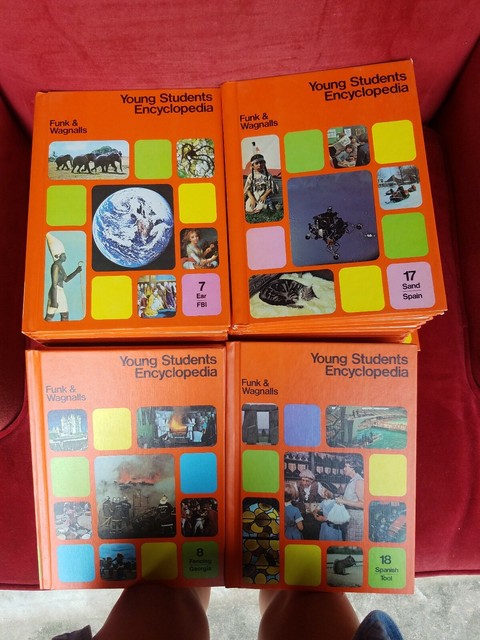 Young Students
Encyclopedia
Funk &
Wagnalls
7
Ear
FBI
Young Students
Encyclopedia
Funk &
Wagnalls
17
Sand
Spain
Young Students
Encyclopedia
Funk &
Wagnalls
8
Georgia
Young Students
Encyclopedia
Funk &
Wagnalls
18
Spanish
Tool